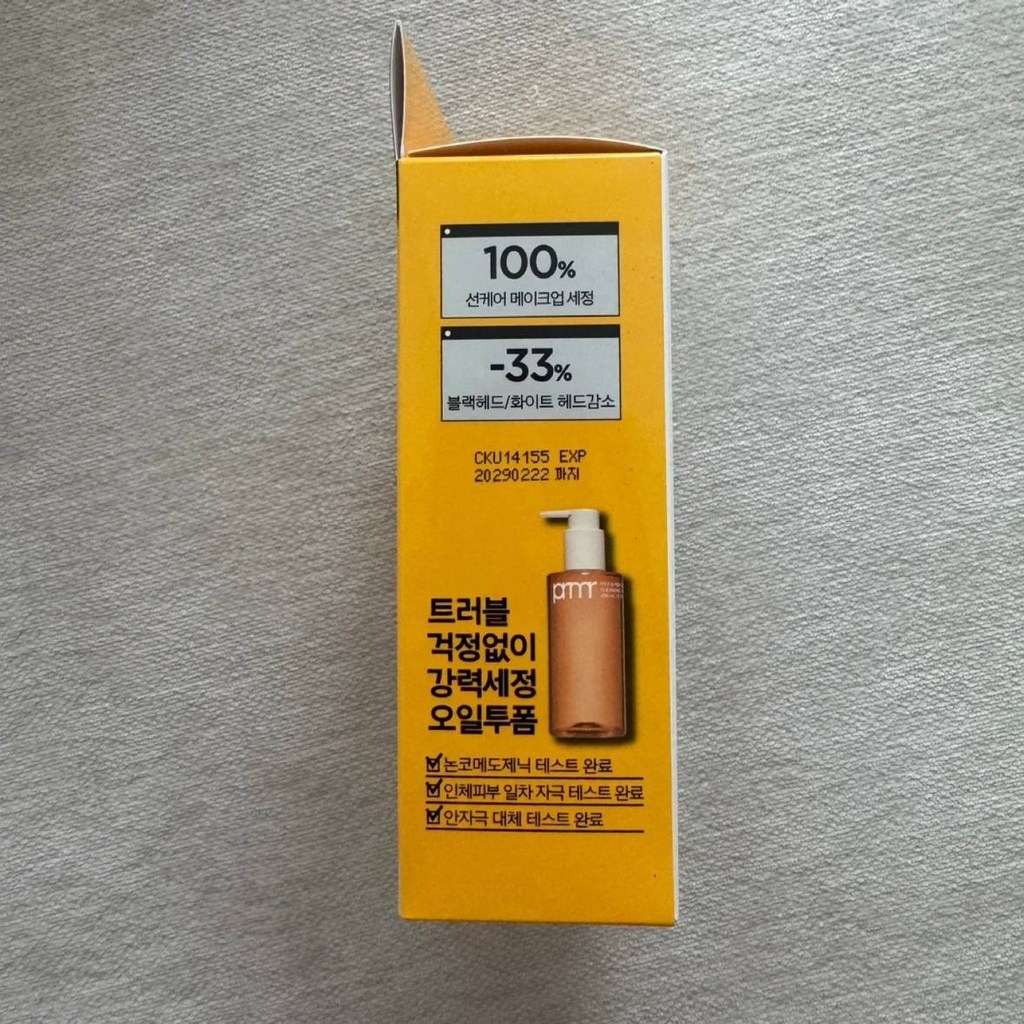 100%
선케어 메이크업 세정
-33%
블랙헤드/화이트 헤드감소
CKU14155 EXP
20290222 까지
prmr
트러블
걱정없이
강력세정
오일투폼
논코메도제닉 테스트 완료
인체피부 일차 자극 테스트 완료
안자극 대체 테스트 완료